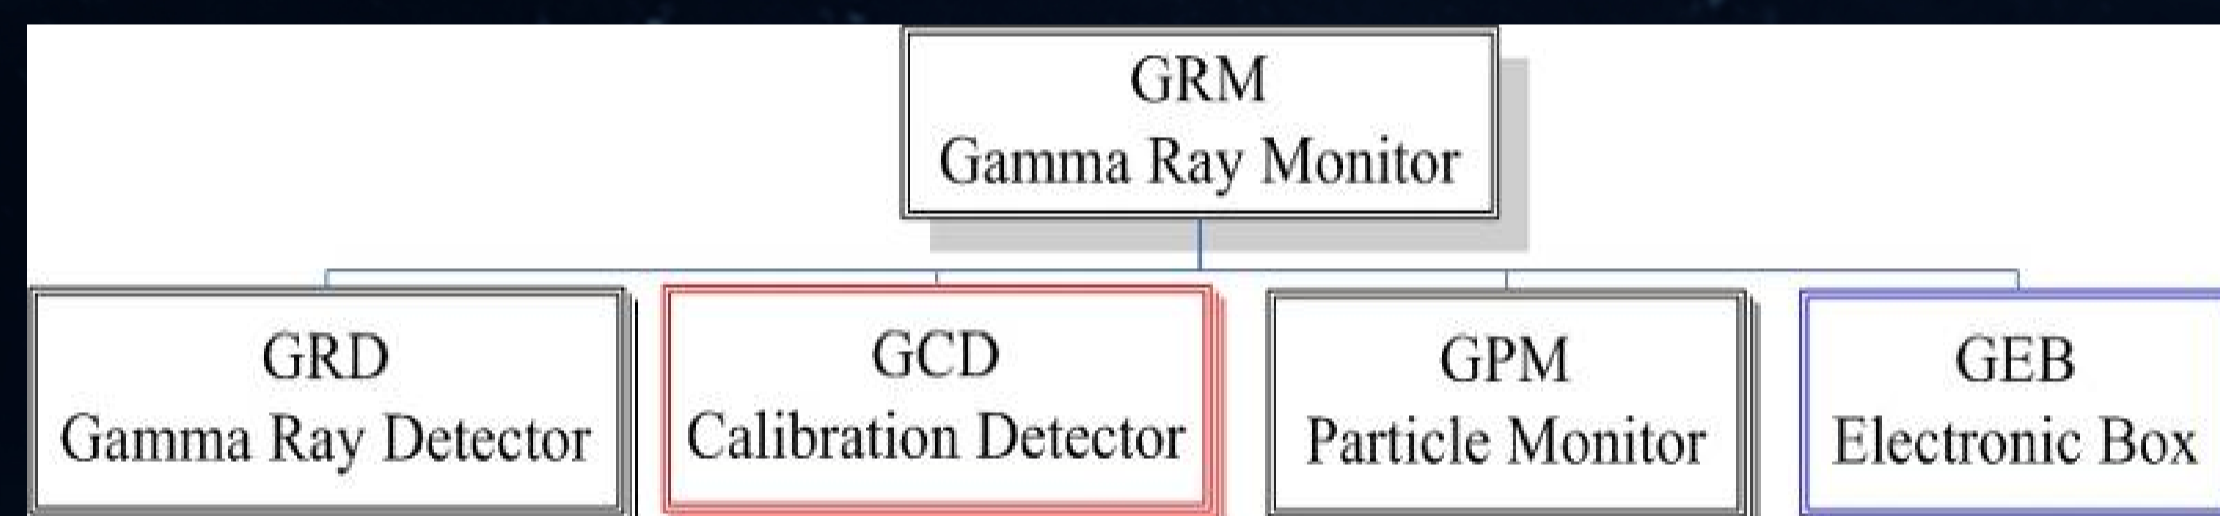 GRM
Gamma Ray Monitor
GRD
Gamma Ray Detector
GCD
Calibration Detector
GPM
Particle Monitor
GEB
Electronic Box